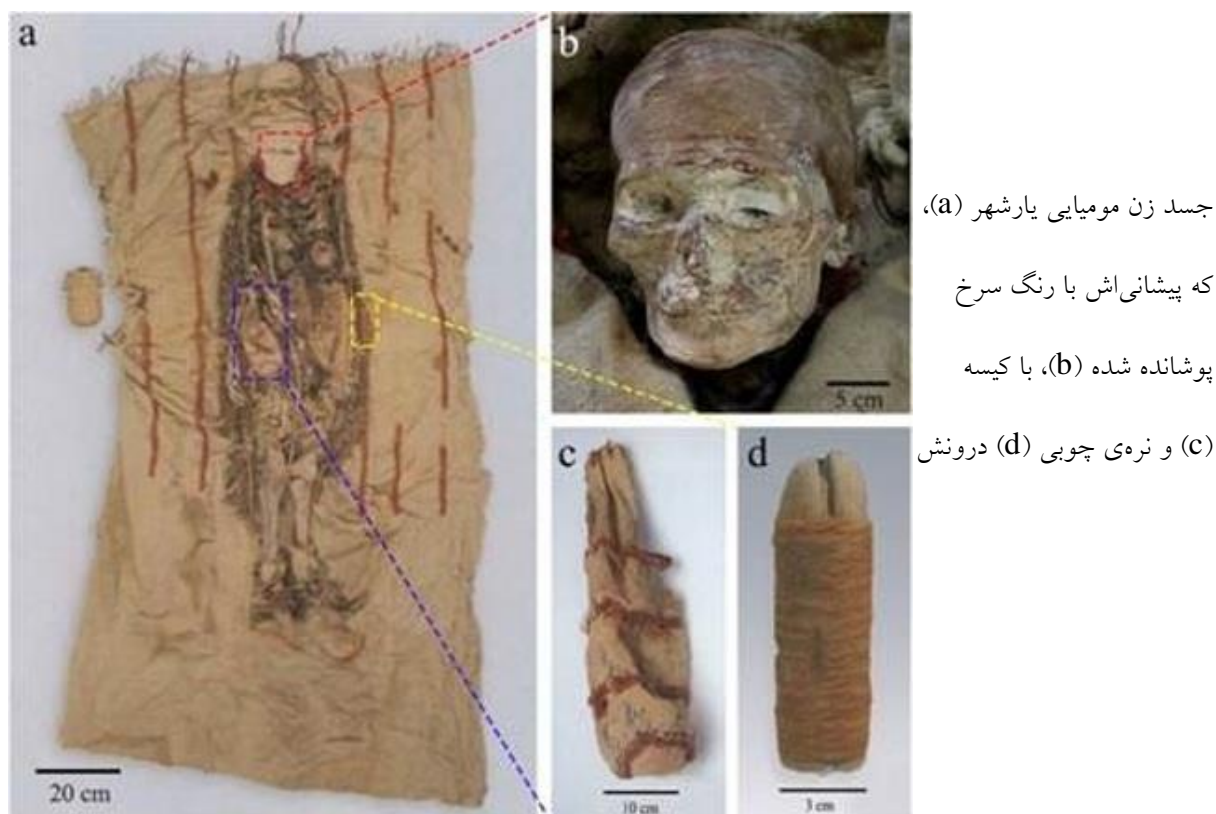 a
b
5 cm
c
d
20 cm
10 cm
3 cm
جسد زن مومیایی یارشهر (a)،
که پیشانی‌اش با رنگ سرخ
پوشانده شده (b)، با کیسه
(c) و نره‌ی چوبی (d) درونش